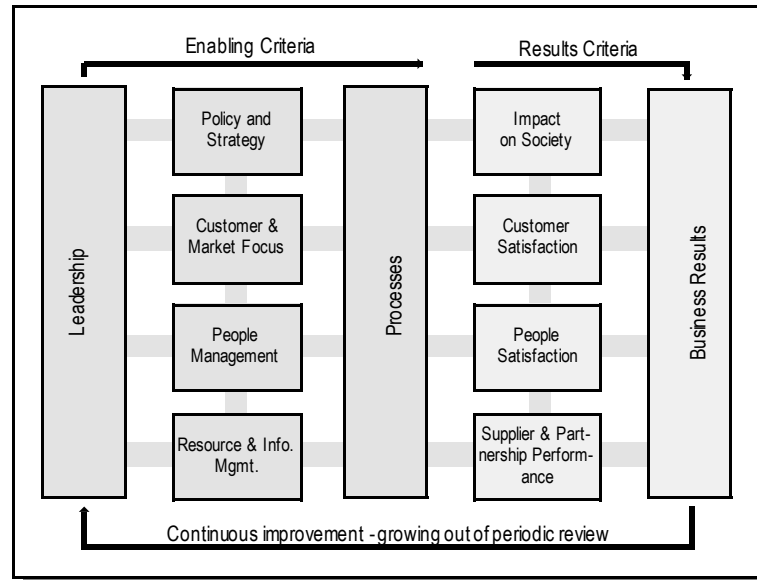 Enabling Criteria
Results Criteria
Leadership
Policy and
Strategy
Customer &
Market Focus
People
Management
Resource & Info.
Mgmt.
Processes
Impact
on Society
Customer
Satisfaction
People
Satisfaction
Supplier & Part-
nership Perform-
ance
Business Results
Continuous improvement - growing out of periodic review